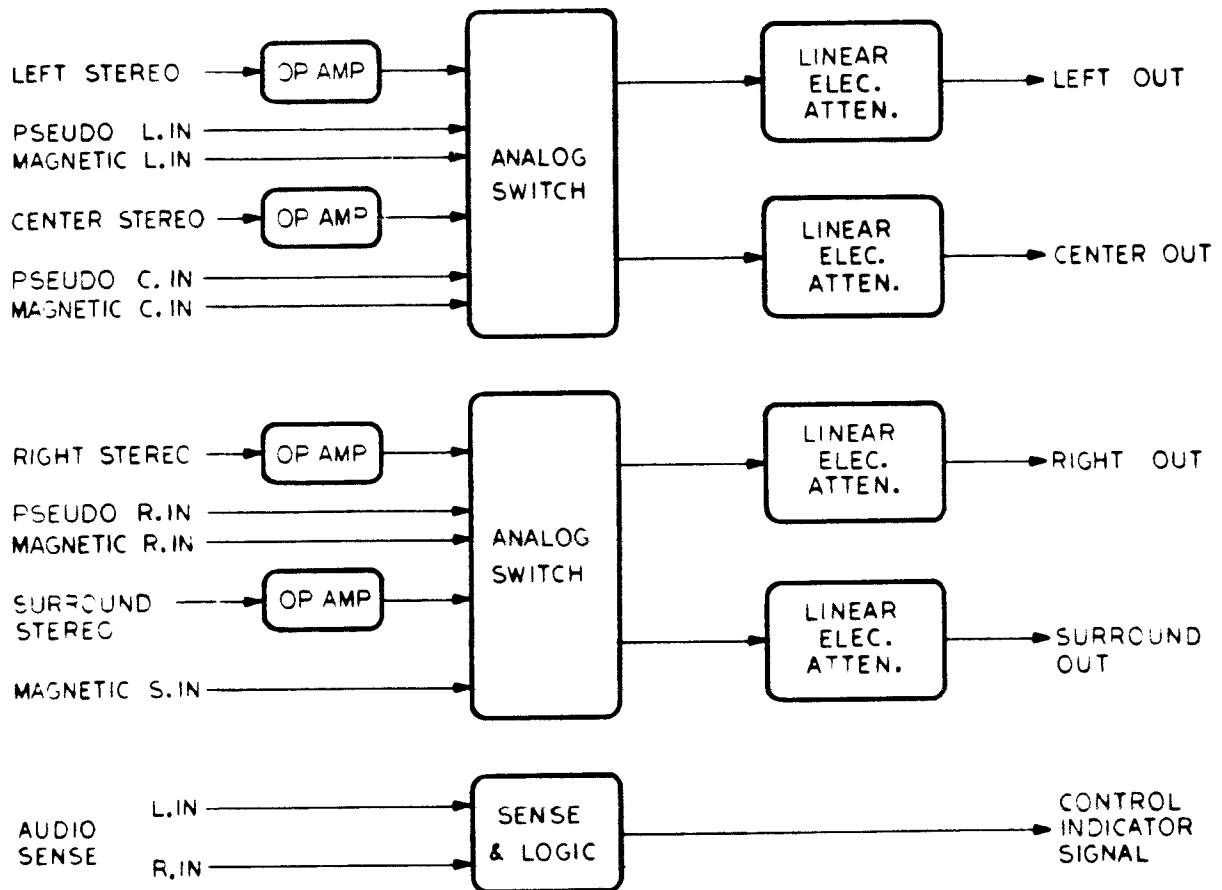 LEFT STEREO
OP AMP
PSEUDO L.IN
MAGNETIC L.IN
CENTER STEREO
OP AMP
PSEUDO C.IN
MAGNETIC C.IN
ANALOG
SWITCH
LINEAR
ELEC.
ATTEN.
LEFT OUT
LINEAR
ELEC.
ATTEN.
CENTER OUT
RIGHT STEREO
OP AMP
PSEUDO R.IN
MAGNETIC R.IN
SURROUND
STEREO
OP AMP
MAGNETIC S.IN
ANALOG
SWITCH
LINEAR
ELEC.
ATTEN.
RIGHT OUT
LINEAR
ELEC.
ATTEN.
SURROUND
OUT
AUDIO
SENSE
L.IN
R.IN
SENSE
& LOGIC
CONTROL
INDICATOR
SIGNAL